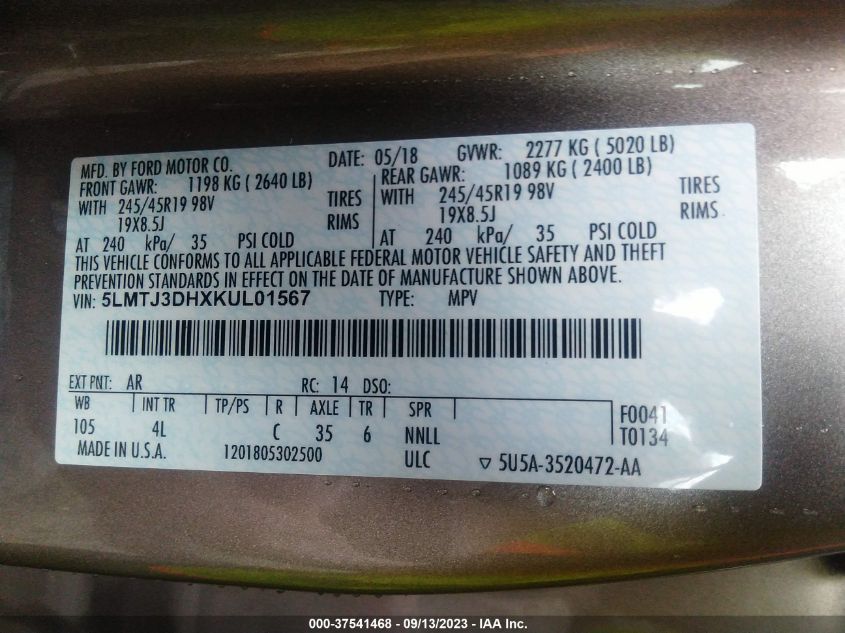 MFD. BY FORD MOTOR CO. DATE: 05/18 GVWR: 2277 KG ( 5020 LB)
FRONT GAWR: 1198 KG ( 2640 LB) REAR GAWR: 1089 KG ( 2400 LB)
WITH 245/45R19 98V TIRES WITH 245/45R19 98V TIRES
19X8.5J RIMS 19X8.5J RIMS
AT 240 kPa/ 35 PSI COLD AT 240 kPa/ 35 PSI COLD
THIS VEHICLE CONFORMS TO ALL APPLICABLE FEDERAL MOTOR VEHICLE SAFETY AND THEFT
PREVENTION STANDARDS IN EFFECT ON THE DATE OF MANUFACTURE SHOWN ABOVE.
VIN: 5LMTJ3DHXKUL01567 TYPE: MPV
EXT PNT: AR RC: 14 DSO:
WB INT TR TP/PS R AXLE TR SPR F0041
105 4L C 35 6 NNLL T0134
MADE IN U.S.A. 1201805302500 ULC ▽ 5U5A-3520472-AA
000-37541468 - 09/13/2023 - IAA Inc.